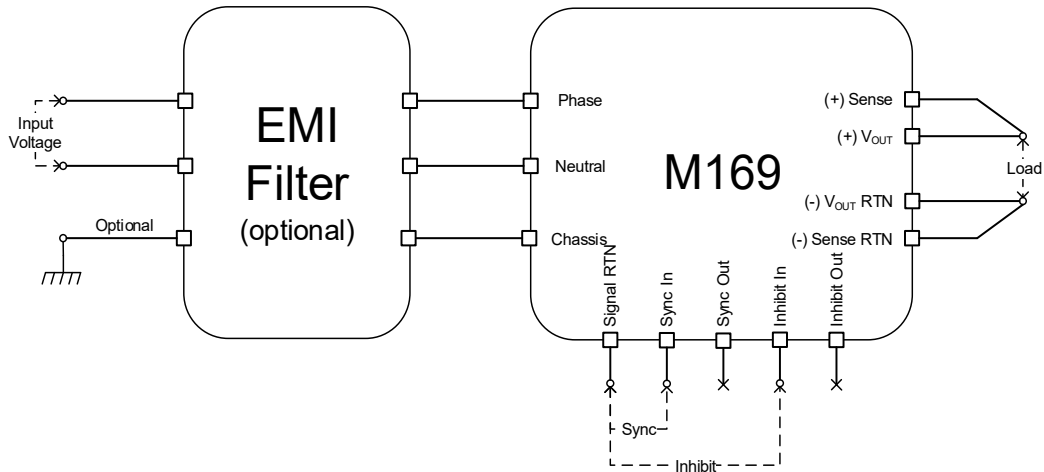 Input
Voltage
Optional
EMI
Filter
(optional)
Phase
Neutral
Chassis
M169
(+) Sense
(+) VOUT
(-) VOUT RTN
(-) Sense RTN
Load
Signal RTN
Sync In
Sync Out
Inhibit In
Inhibit Out
Sync
Inhibit